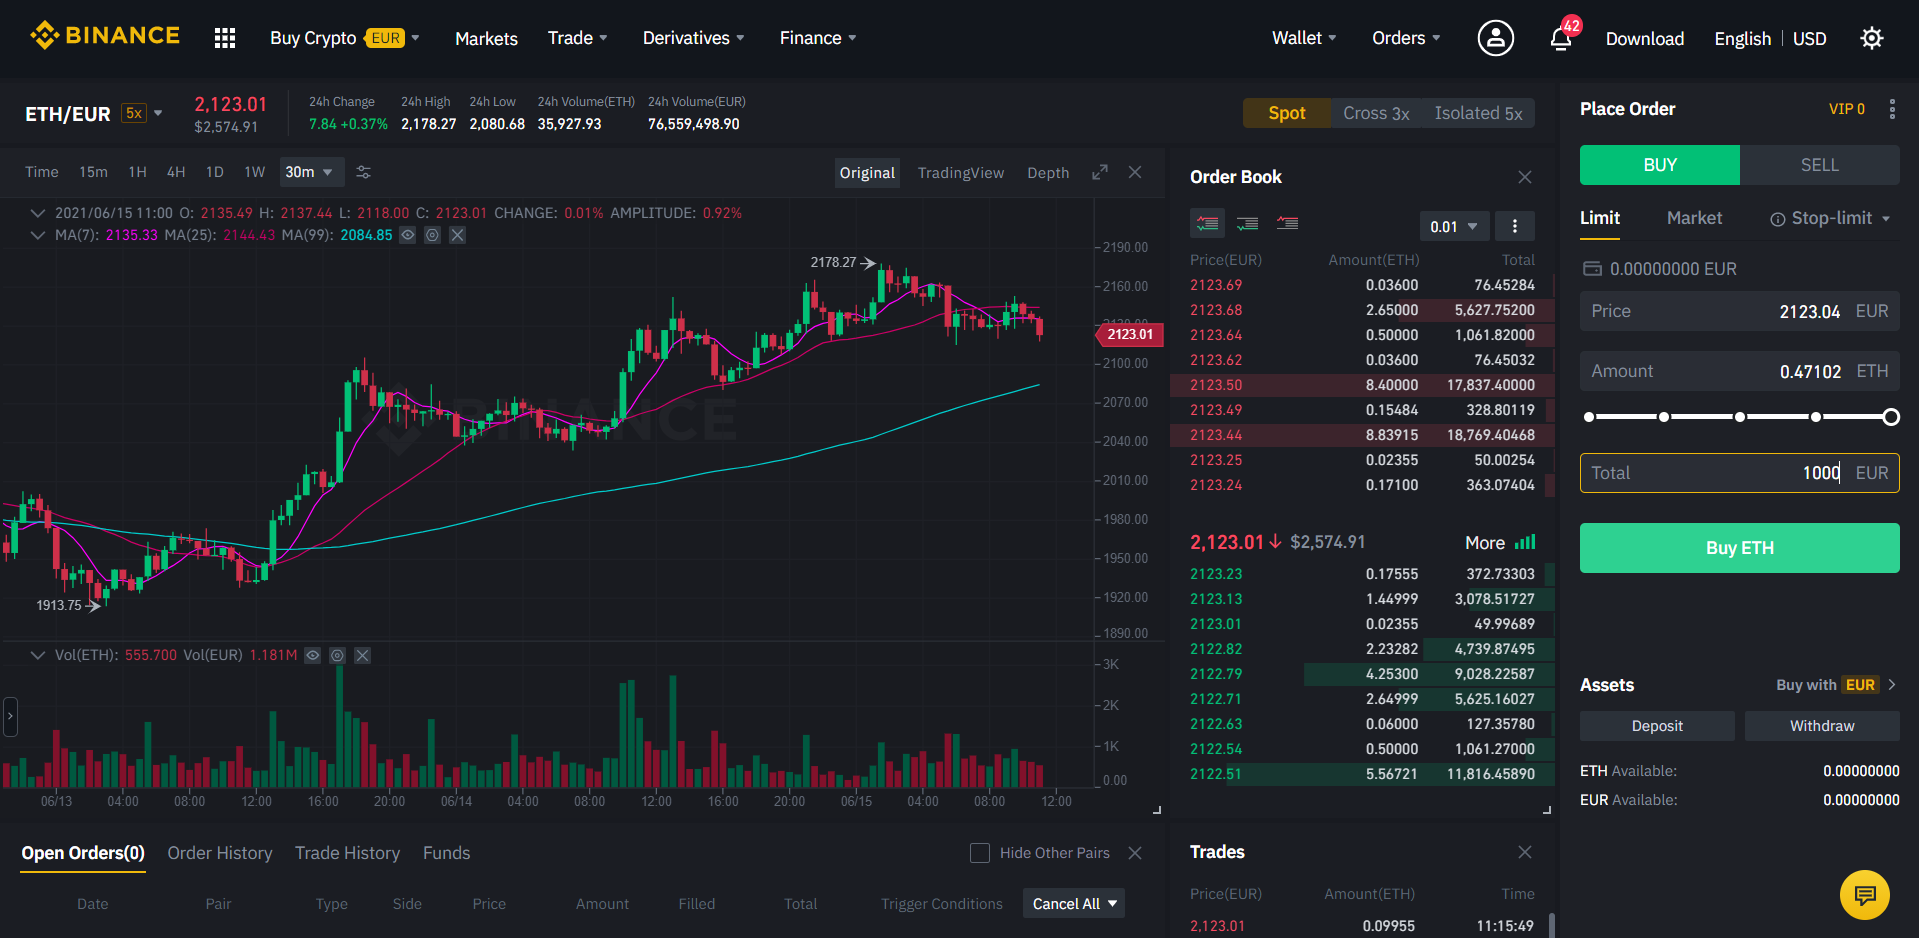 BINANCE Buy Crypto EUR Markets Trade Derivatives Finance Wallet Orders 42 Download English USD
ETH/EUR 5x
2,123.01
$2,574.91
24h Change
7.84 +0.37%
24h High
2,178.27
24h Low
2,080.68
24h Volume(ETH)
35,927.93
24h Volume(EUR)
76,559,498.90
Spot Cross 3x Isolated 5x
Time 15m 1H 4H 1D 1W 30m Original TradingView Depth
2021/06/15 11:00 O: 2135.49 H: 2137.44 L: 2118.00 C: 2123.01 CHANGE: 0.01% AMPLITUDE: 0.92%
MA(7): 2135.33 MA(25): 2144.43 MA(99): 2084.85
2178.27
1913.75
BINANCE
2190.00
2160.00
2130.00
2123.01
2100.00
2070.00
2040.00
2010.00
1980.00
1950.00
1920.00
1890.00
Vol(ETH): 555.700 Vol(EUR) 1.181M
3K
2K
1K
0.00
06/13 04:00 08:00 12:00 16:00 20:00 06/14 04:00 08:00 12:00 16:00 20:00 06/15 04:00 08:00 12:00
Open Orders(0) Order History Trade History Funds Hide Other Pairs
Date Pair Type Side Price Amount Filled Total Trigger Conditions Cancel All
Order Book
0.01
Price(EUR) Amount(ETH) Total
2123.69 0.03600 76.45284
2123.68 2.65000 5,627.75200
2123.64 0.50000 1,061.82000
2123.62 0.03600 76.45032
2123.50 8.40000 17,837.40000
2123.49 0.15484 328.80119
2123.44 8.83915 18,769.40468
2123.25 0.02355 50.00254
2123.24 0.17100 363.07404
2,123.01 $2,574.91 More
2123.23 0.17555 372.73303
2123.13 1.44999 3,078.51727
2123.01 0.02355 49.99689
2122.82 2.23282 4,739.87495
2122.79 4.25300 9,028.22587
2122.71 2.64999 5,625.16027
2122.63 0.06000 127.35780
2122.54 0.50000 1,061.27000
2122.51 5.56721 11,816.45890
Trades
Price(EUR) Amount(ETH) Time
2,123.01 0.09955 11:15:49
Place Order VIP 0
BUY SELL
Limit Market Stop-limit
0.00000000 EUR
Price 2123.04 EUR
Amount 0.47102 ETH
Total 1000 EUR
Buy ETH
Assets Buy with EUR
Deposit Withdraw
ETH Available: 0.00000000
EUR Available: 0.00000000